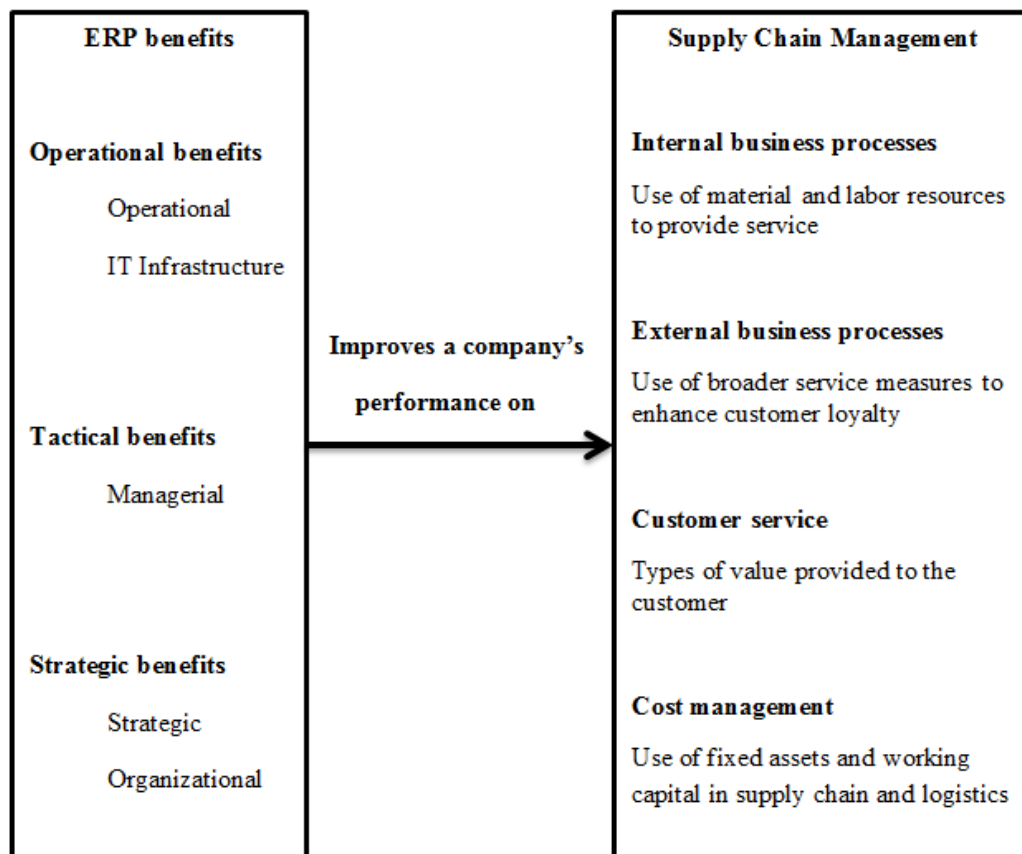 ERP benefits
Operational benefits
Operational
IT Infrastructure
Tactical benefits
Managerial
Strategic benefits
Strategic
Organizational
Improves a company's
performance on
Supply Chain Management
Internal business processes
Use of material and labor resources
to provide service
External business processes
Use of broader service measures to
enhance customer loyalty
Customer service
Types of value provided to the
customer
Cost management
Use of fixed assets and working
capital in supply chain and logistics